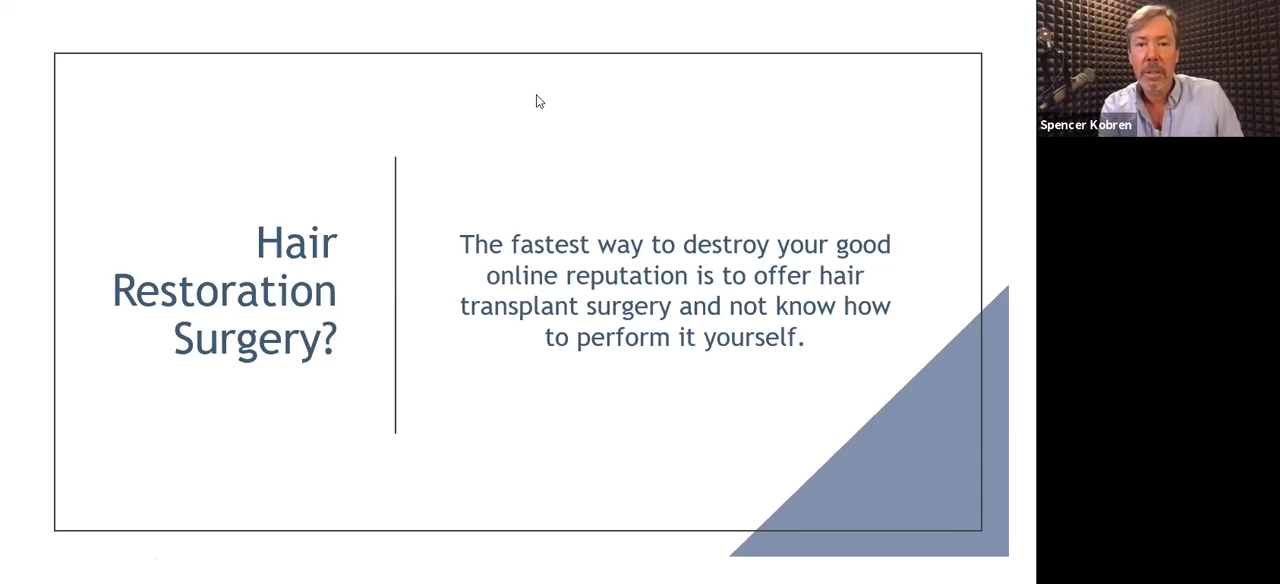 Hair
Restoration
Surgery?
The fastest way to destroy your good
online reputation is to offer hair
transplant surgery and not know how
to perform it yourself.
Spencer Kobren